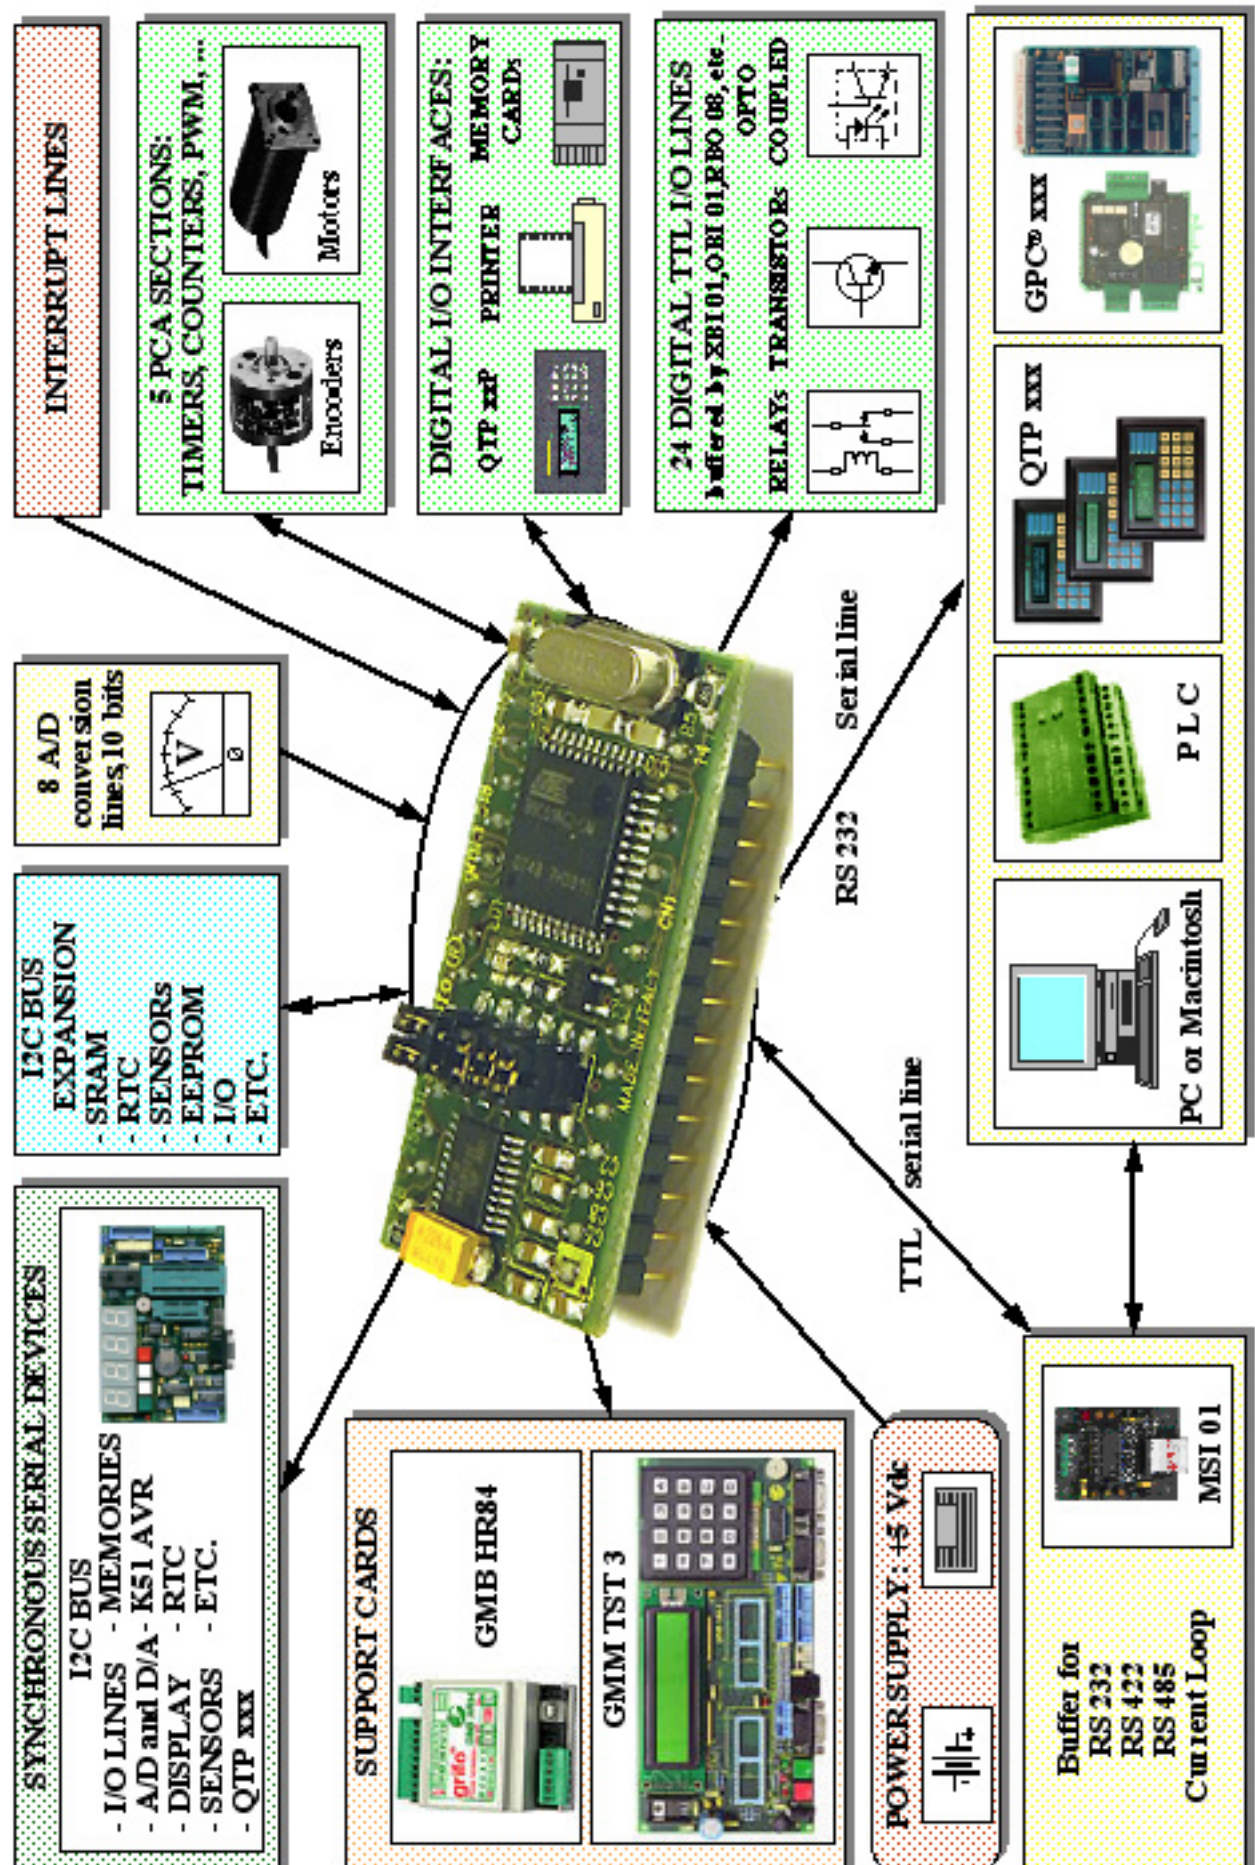 SYNCHRONOUS SERIAL DEVICES
I2C BUS
- I/O LINES - MEMORIES
- A/D and D/A - K51 AVR
- DISPLAY - RTC
- SENSORS - ETC.
- QTP xxx
I2C BUS
EXPANSION
- SRAM
- RTC
- SENSORs
- EEPROM
- I/O
- ETC.
8 A/D
conversion
lines,10 bits
V
0
INTERRUPT LINES
5 PCA SECTIONS:
TIMERS, COUNTERS, PWM, ...
Encoders
Motors
DIGITAL I/O INTERFACES:
QTP xxP
PRINTER
MEMORY
CARDs
24 DIGITAL TTL I/O LINES
buffered by XBI 01,OBI 01,RBO 08, etc.
RELAYs TRANSISTORs
OPTO
COUPLED
SUPPORT CARDS
grifo®
GMB HR84
GMM TST 3
MADE IN ITALY
CN1
POWER SUPPLY : +5 Vdc
TTL serial line
RS 232 Serial line
Buffer for
RS 232
RS 422
RS 485
Current Loop
MSI 01
PC or Macintosh
P L C
QTP xxx
GPC® xxx